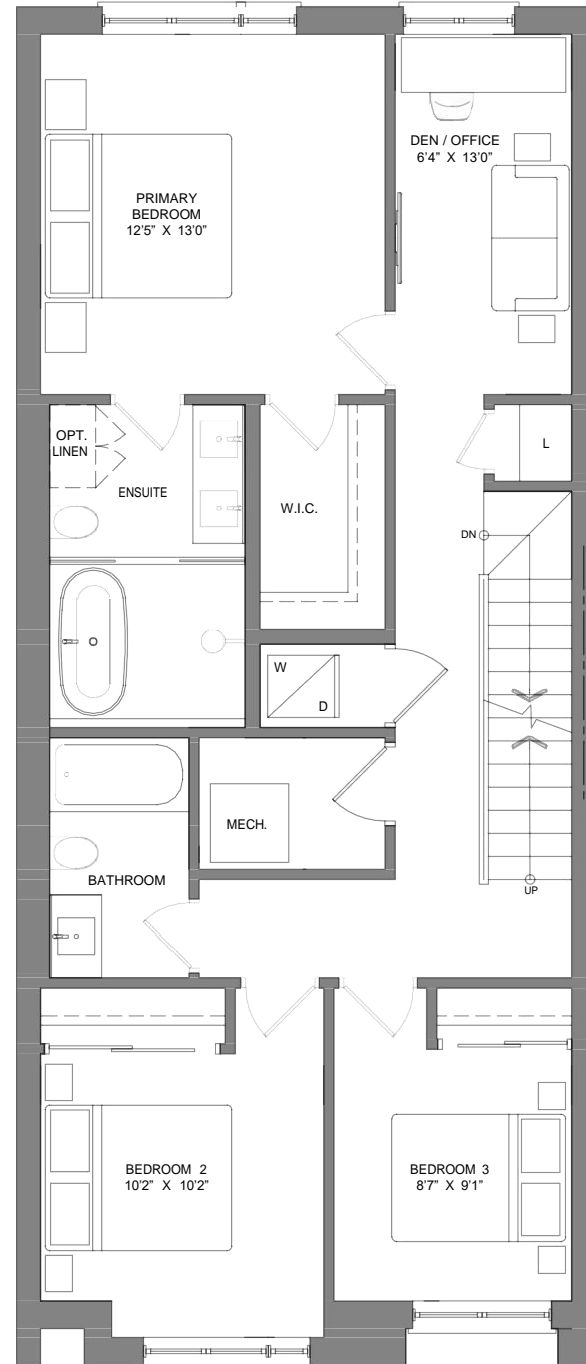 DEN / OFFICE
6'4" X 13'0"
PRIMARY
BEDROOM
12'5" X 13'0"
OPT.
LINEN
ENSUITE
W.I.C.
L
DN
W
D
MECH.
BATHROOM
UP
BEDROOM 2
10'2" X 10'2"
BEDROOM 3
8'7" X 9'1"